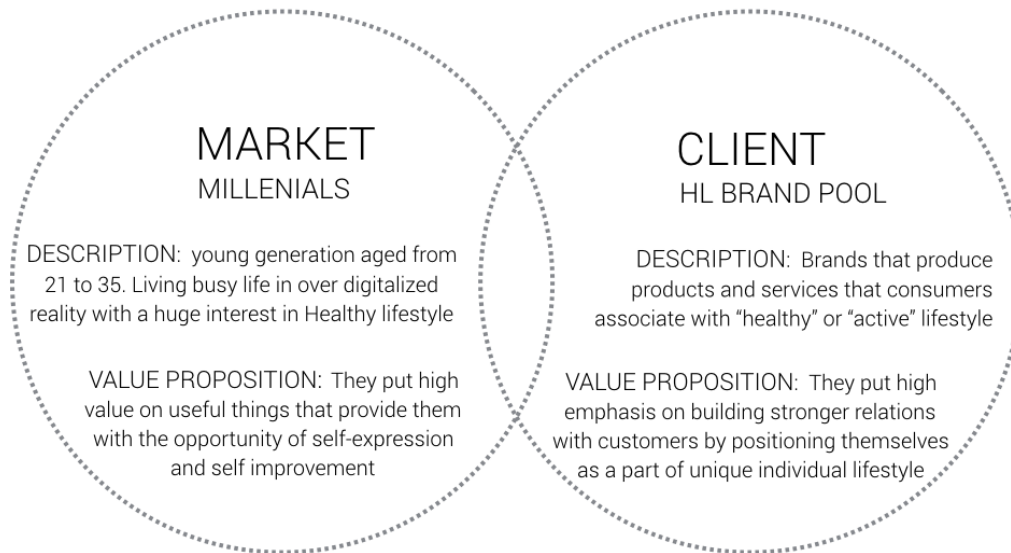 MARKET
MILLENIALS
DESCRIPTION: young generation aged from
21 to 35. Living busy life in over digitalized
reality with a huge interest in Healthy lifestyle
VALUE PROPOSITION: They put high
value on useful things that provide them
with the opportunity of self-expression
and self improvement
CLIENT
HL BRAND POOL
DESCRIPTION: Brands that produce
products and services that consumers
associate with “healthy” or “active” lifestyle
VALUE PROPOSITION: They put high
emphasis on building stronger relations
with customers by positioning themselves
as a part of unique individual lifestyle